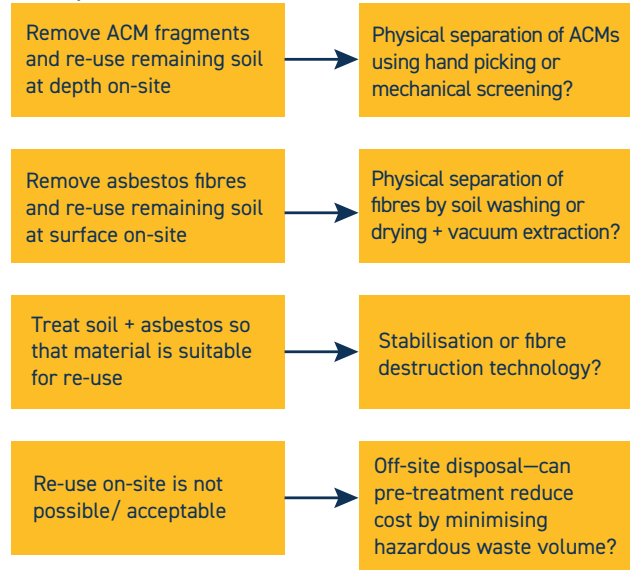 Remove ACM fragments
and re-use remaining soil
at depth on-site
Physical separation of ACMs
using hand picking or
mechanical screening?
Remove asbestos fibres
and re-use remaining soil
at surface on-site
Physical separation of
fibres by soil washing or
drying + vacuum extraction?
Treat soil + asbestos so
that material is suitable
for re-use
Stabilisation or fibre
destruction technology?
Re-use on-site is not
possible/ acceptable
Off-site disposal—can
pre-treatment reduce
cost by minimising
hazardous waste volume?